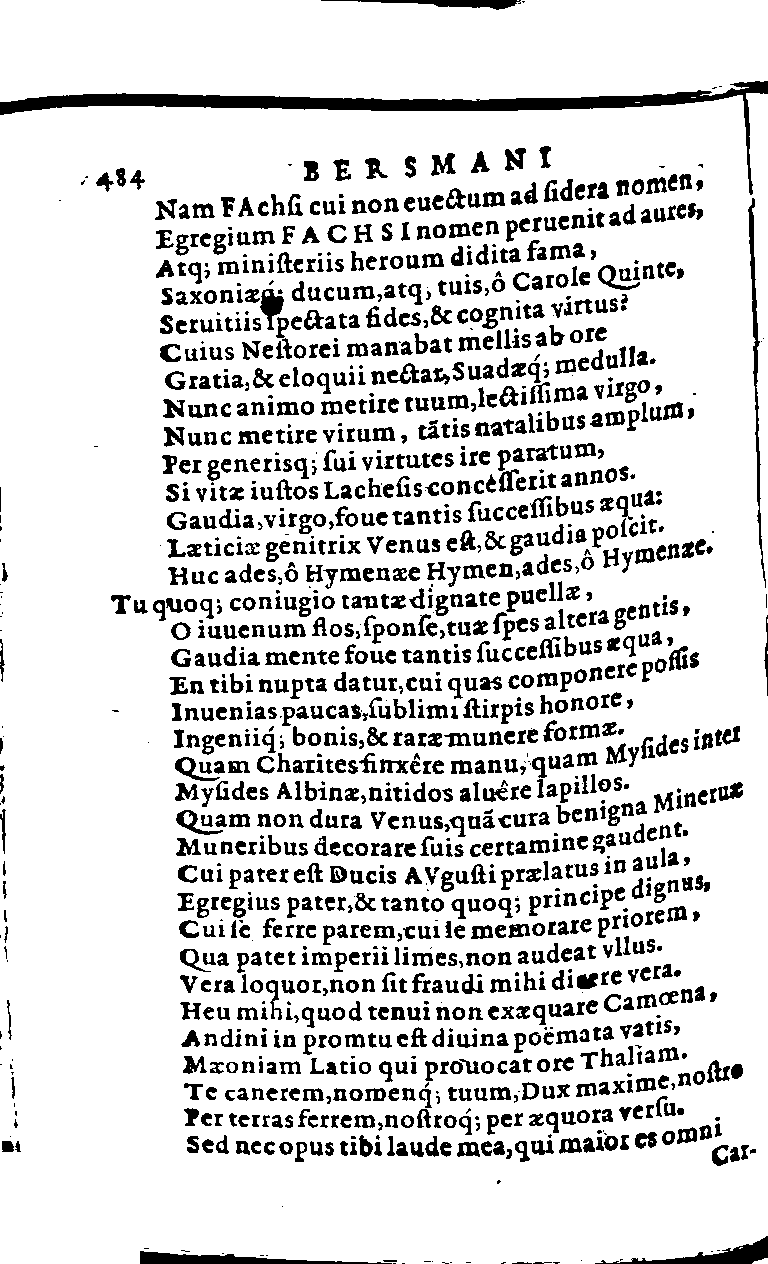 484 BERSMANI
Nam FAchſi cui non euectum ad ſidera nomen,
Egregium FACHSI nomen peruenit ad aures,
Atq; miniſteriis heroum didita fama,
Saxoniæq́; ducum, atq; tuis, ô Carole Quinte,
Seruitiis ſpectata fides, & cognita virtus?
Cuius Neſtorei manabat mellis ab ore
Gratia, & eloquii nectar, Suadæq́; medulla.
Nunc animo metire tuum, lectiſſima virgo,
Nunc metire virum, tãtis natalibus amplum,
Per generisq; ſui virtutes ire paratum,
Si vitæ iuſtos Lacheſis conceſſerit annos.
Gaudia, virgo, foue tantis ſucceſſibus æqua:
Læticiæ genitrix Venus eſt, & gaudia poſcit.
Huc ades, ô Hymenæe Hymen, ades, ô Hymenæe.
Tu quoq; coniugio tantæ dignate puellæ,
O iuuenum flos, ſponſe, tuæ ſpes altera gentis,
Gaudia mente foue tantis ſucceſſibus æqua,
En tibi nupta datur, cui quas componere poſſis
Inuenias paucas, ſublimi ſtirpis honore,
Ingeniiq́; bonis, & raræ munere formæ.
Quam Charites finxêre manu, quam Myſides inter
Myſides Albinæ, nitidos aluêre lapillos.
Quam non dura Venus, quã cura benigna Mineruæ
Muneribus decorare ſuis certamine gaudent.
Cui pater eſt Ducis AVguſti prælatus in aula,
Egregius pater, & tanto quoq; principe dignus,
Cui ſe ferre parem, cui ſe memorare priorem,
Qua patet imperii limes, non audeat vllus.
Vera loquor, non ſit fraudi mihi dicere vera.
Heu mihi, quod tenui non exæquare Camœna,
Andini in promtu eſt diuina poëmata vatis,
Mæoniam Latio qui prouocat ore Thaliam.
Te canerem, nomenq́; tuum, Dux maxime, noſtro
Per terras ferrem, noſtroq́; per æquora verſu.
Sed nec opus tibi laude mea, qui maior es omni
Car-